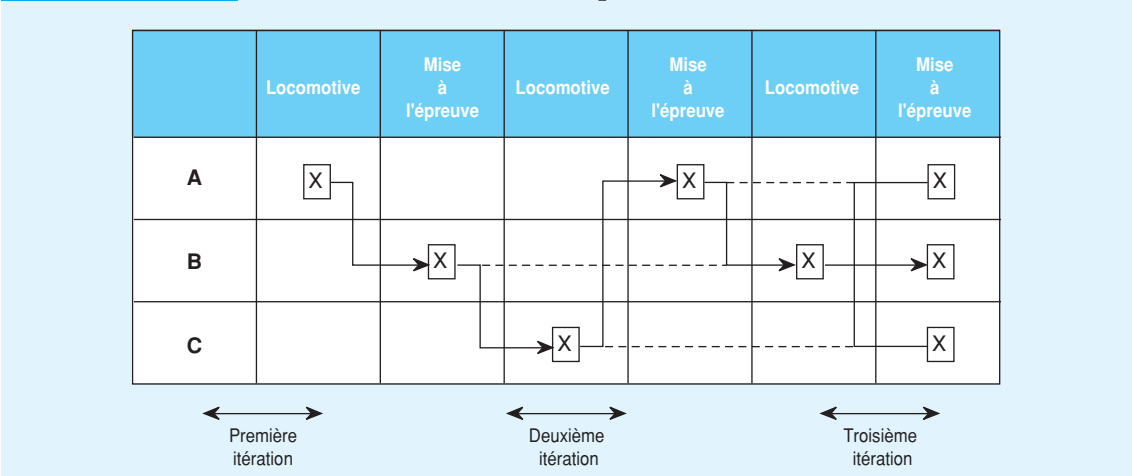 Locomotive
Mise
à
l'épreuve
Locomotive
Mise
à
l'épreuve
Locomotive
Mise
à
l'épreuve
A
X
X
X
B
X
X
X
C
X
X
Première
itération
Deuxième
itération
Troisième
itération